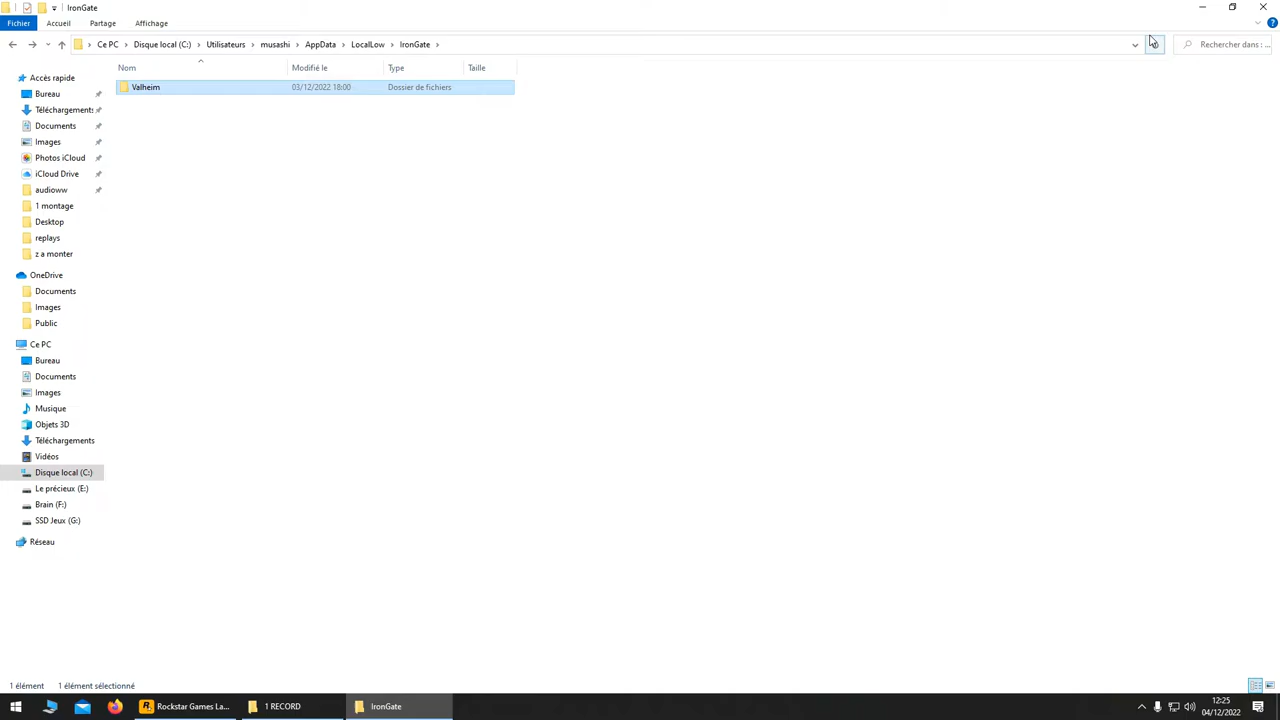 IronGate
Fichier Accueil Partage Affichage
Ce PC Disque local (C:) Utilisateurs musashi AppData LocalLow IronGate
Rechercher dans : ...
Nom Modifié le Type Taille
Valheim 03/12/2022 18:00 Dossier de fichiers
Accès rapide
Bureau
Téléchargements
Documents
Images
Photos iCloud
iCloud Drive
audioww
1 montage
Desktop
replays
z a monter
OneDrive
Documents
Images
Public
Ce PC
Bureau
Documents
Images
Musique
Objets 3D
Téléchargements
Vidéos
Disque local (C:)
Le précieux (E:)
Brain (F:)
SSD Jeux (G:)
Réseau
1 élément 1 élément sélectionné
Rockstar Games La... 1 RECORD IronGate
12:25
04/12/2022